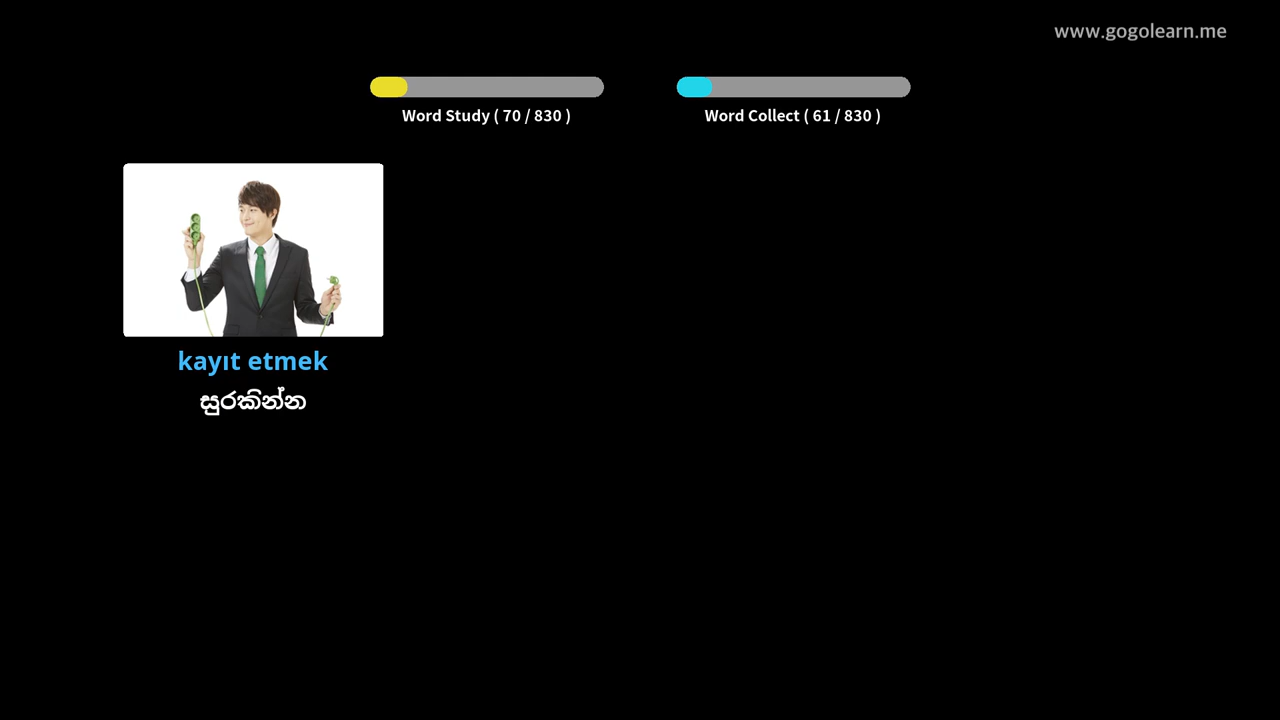 www.gogolearn.me
Word Study ( 70 / 830 )
Word Collect ( 61 / 830 )
kayıt etmek
සුරකින්න